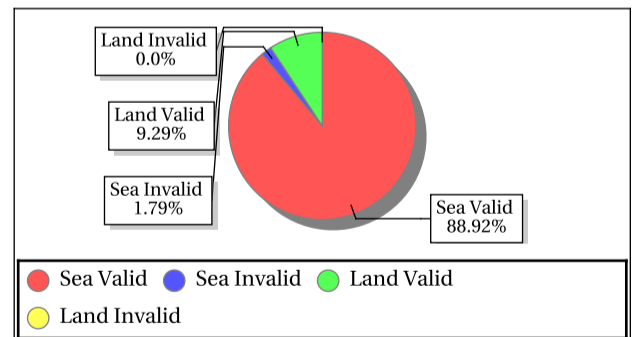 Land Invalid
0.0%
Land Valid
9.29%
Sea Invalid
1.79%
Sea Valid
88.92%
Sea Valid
Sea Invalid
Land Valid
Land Invalid